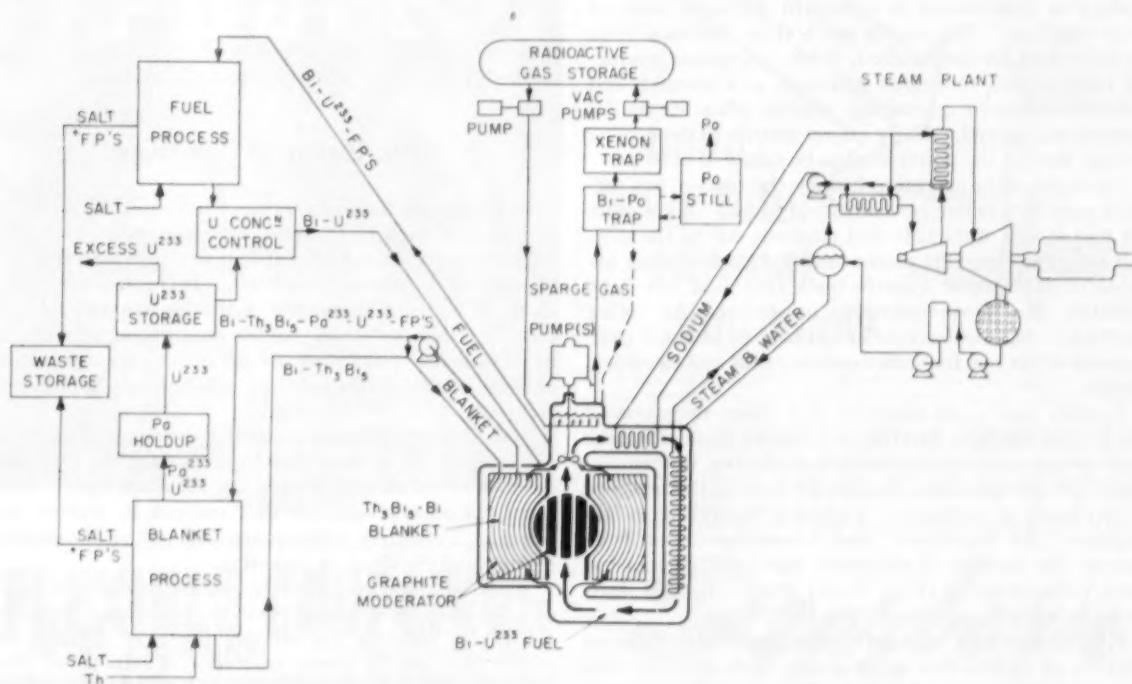 RADIOACTIVE
GAS STORAGE
STEAM PLANT
FUEL
PROCESS
SALT
+FP'S
SALT
Bi-U233-FP'S
PUMP
VAC
PUMPS
XENON
TRAP
Po
Po
STILL
Bi-Po
TRAP
U CONCN
CONTROL
Bi-U233
EXCESS U233
U233
STORAGE
Bi-Th3Bi5-Pa233-U233-FP'S
FUEL
SPARGE GAS
PUMP(S)
SODIUM
STEAM & WATER
WASTE
STORAGE
U233
Bi-Th3Bi5
BLANKET
Pa
HOLDUP
Pa233
U233
SALT
+FP'S
BLANKET
PROCESS
Th3Bi5-Bi
BLANKET
GRAPHITE
MODERATOR
Bi-U233 FUEL
SALT
Th